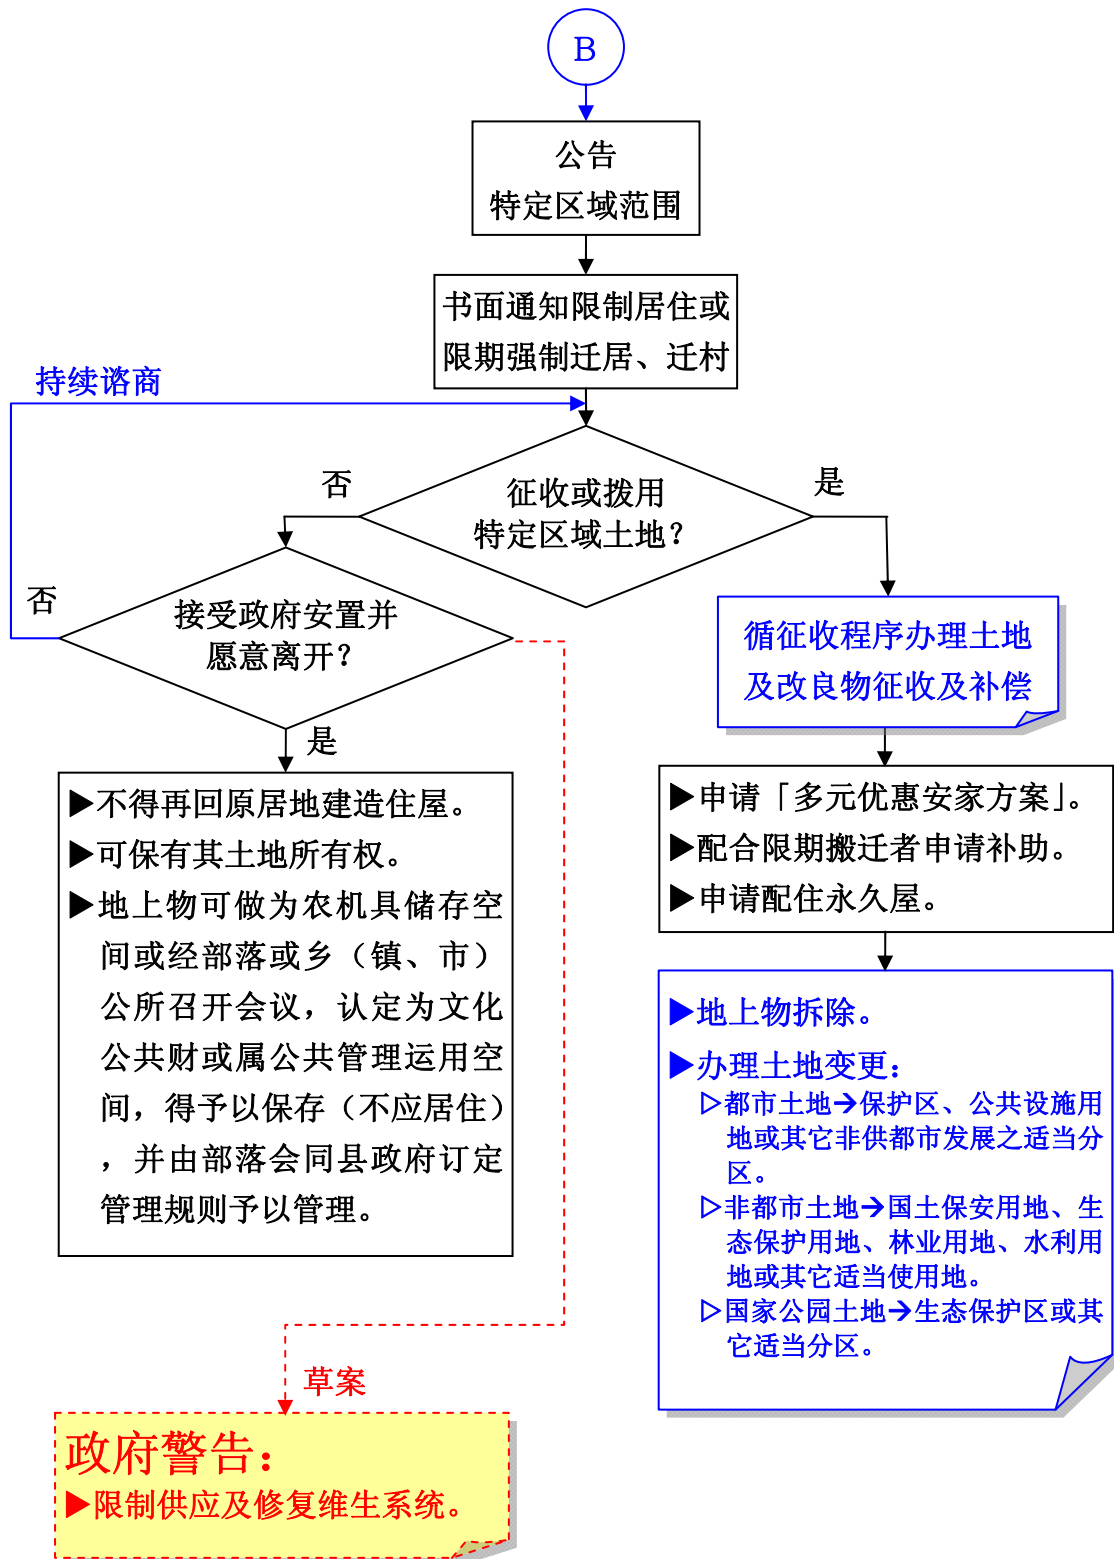 B
公告
特定区域范围
书面通知限制居住或
限期强制迁居、迁村
持续谘商
否
是
征收或拨用
特定区域土地？
否
接受政府安置并
愿意离开？
是
循征收程序办理土地
及改良物征收及补偿
▶不得再回原居地建造住屋。
▶可保有其土地所有权。
▶地上物可做为农机具储存空
间或经部落或乡（镇、市）
公所召开会议，认定为文化
公共财或属公共管理运用空
间，得予以保存（不应居住）
，并由部落会同县政府订定
管理规则予以管理。
▶申请「多元优惠安家方案」。
▶配合限期搬迁者申请补助。
▶申请配住永久屋。
▶地上物拆除。
▶办理土地变更：
▷都市土地→保护区、公共设施用
地或其它非供都市发展之适当分
区。
▷非都市土地→国土保安用地、生
态保护用地、林业用地、水利用
地或其它适当使用地。
▷国家公园土地→生态保护区或其
它适当分区。
草案
政府警告：
▶限制供应及修复维生系统。